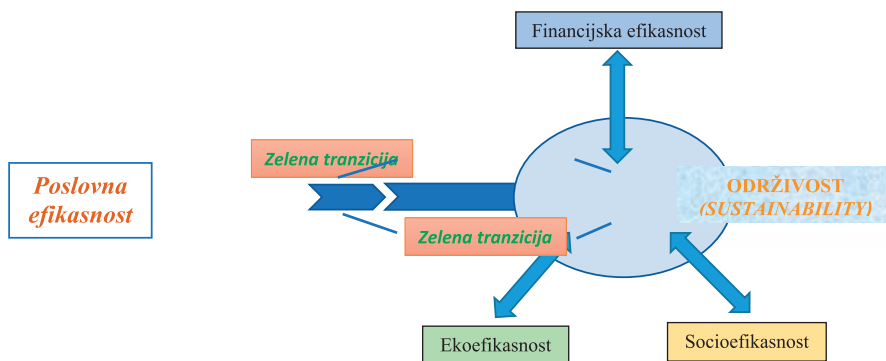 Financijska efikasnost
Zelena tranzicija
Poslovna
efikasnost
ODRŽIVOST
(SUSTAINABILITY)
Zelena tranzicija
Ekoefikasnost
Socioefikasnost